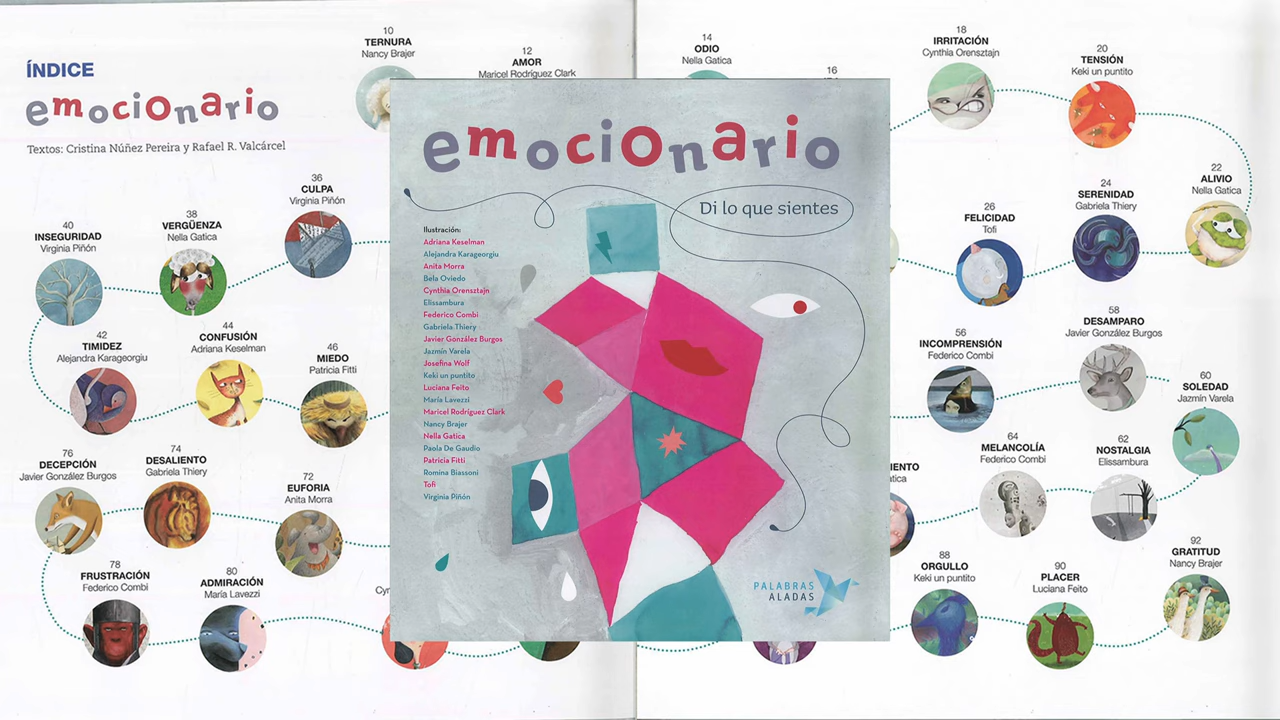 ÍNDICE
emocionario
Textos: Cristina Núñez Pereira y Rafael R. Valcárcel
10
TERNURA
Nancy Brajer
12
AMOR
Maricel Rodríguez Clark
14
ODIO
Nella Gatica
16
18
IRRITACIÓN
Cynthia Orensztajn
20
TENSIÓN
Keki un puntito
22
ALIVIO
Nella Gatica
24
SERENIDAD
Gabriela Thiery
26
FELICIDAD
Tofi
36
CULPA
Virginia Piñón
38
VERGÜENZA
Nella Gatica
40
INSEGURIDAD
Virginia Piñón
42
TIMIDEZ
Alejandra Karageorgiu
44
CONFUSIÓN
Adriana Keselman
46
MIEDO
Patricia Fitti
56
INCOMPRENSIÓN
Federico Combi
58
DESAMPARO
Javier González Burgos
60
SOLEDAD
Jazmín Varela
62
NOSTALGIA
Elissambura
64
MELANCOLÍA
Federico Combi
IENTO
atica
72
EUFORIA
Anita Morra
74
DESALIENTO
Gabriela Thiery
76
DECEPCIÓN
Javier González Burgos
78
FRUSTRACIÓN
Federico Combi
80
ADMIRACIÓN
María Lavezzi
Cyn
88
ORGULLO
Keki un puntito
90
PLACER
Luciana Feito
92
GRATITUD
Nancy Brajer
emocionario
Di lo que sientes
Ilustración:
Adriana Keselman
Alejandra Karageorgiu
Anita Morra
Bela Oviedo
Cynthia Orensztajn
Elissambura
Federico Combi
Gabriela Thiery
Javier González Burgos
Jazmín Varela
Josefina Wolf
Keki un puntito
Luciana Feito
María Lavezzi
Maricel Rodríguez Clark
Nancy Brajer
Nella Gatica
Paola De Gaudio
Patricia Fitti
Romina Biassoni
Tofi
Virginia Piñón
PALABRAS
ALADAS